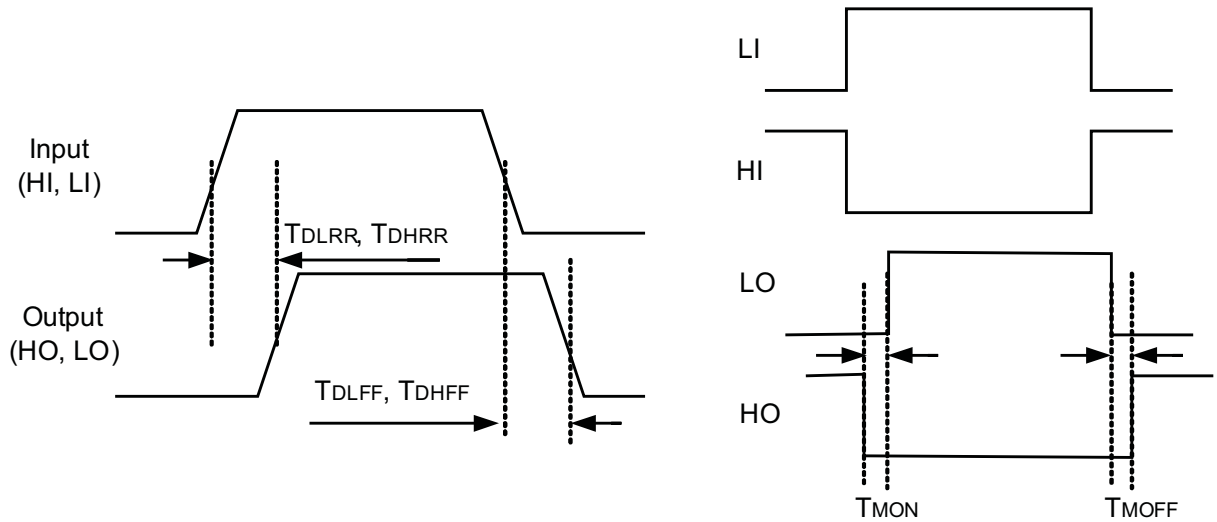 Input
(HI, LI)
TDLRR, TDHRR
Output
(HO, LO)
TDLFF, TDHFF
LI
HI
LO
HO
TMON
TMOFF